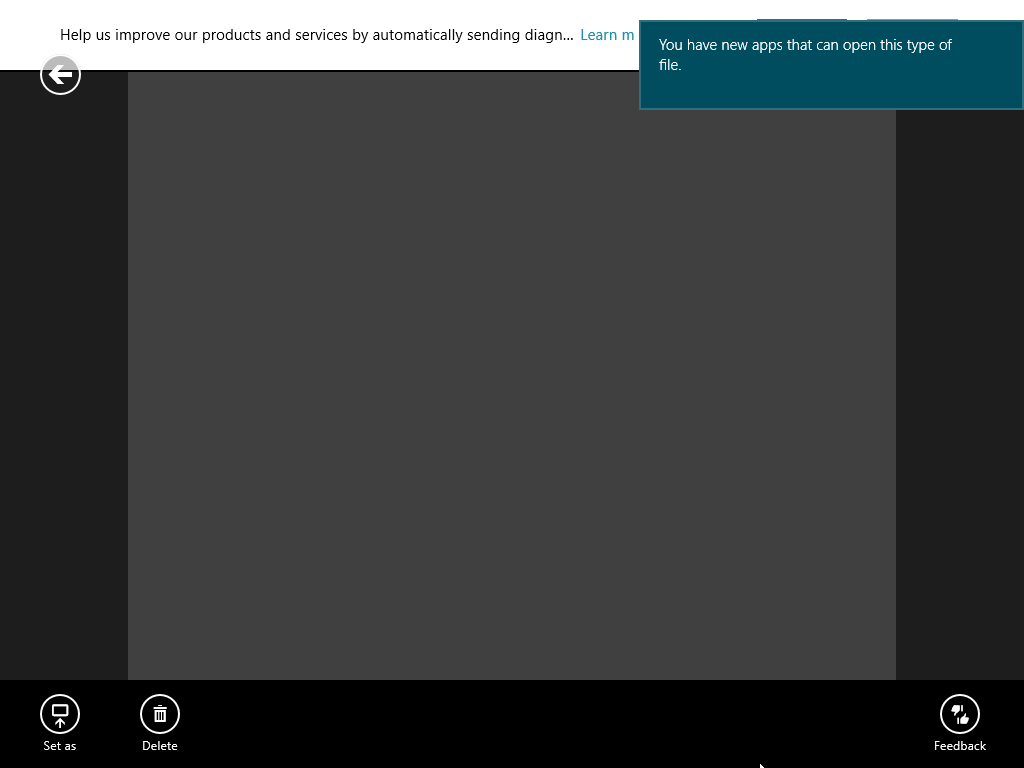 Help us improve our products and services by automatically sending diagn... Learn m
You have new apps that can open this type of
file.
Set as
Delete
Feedback